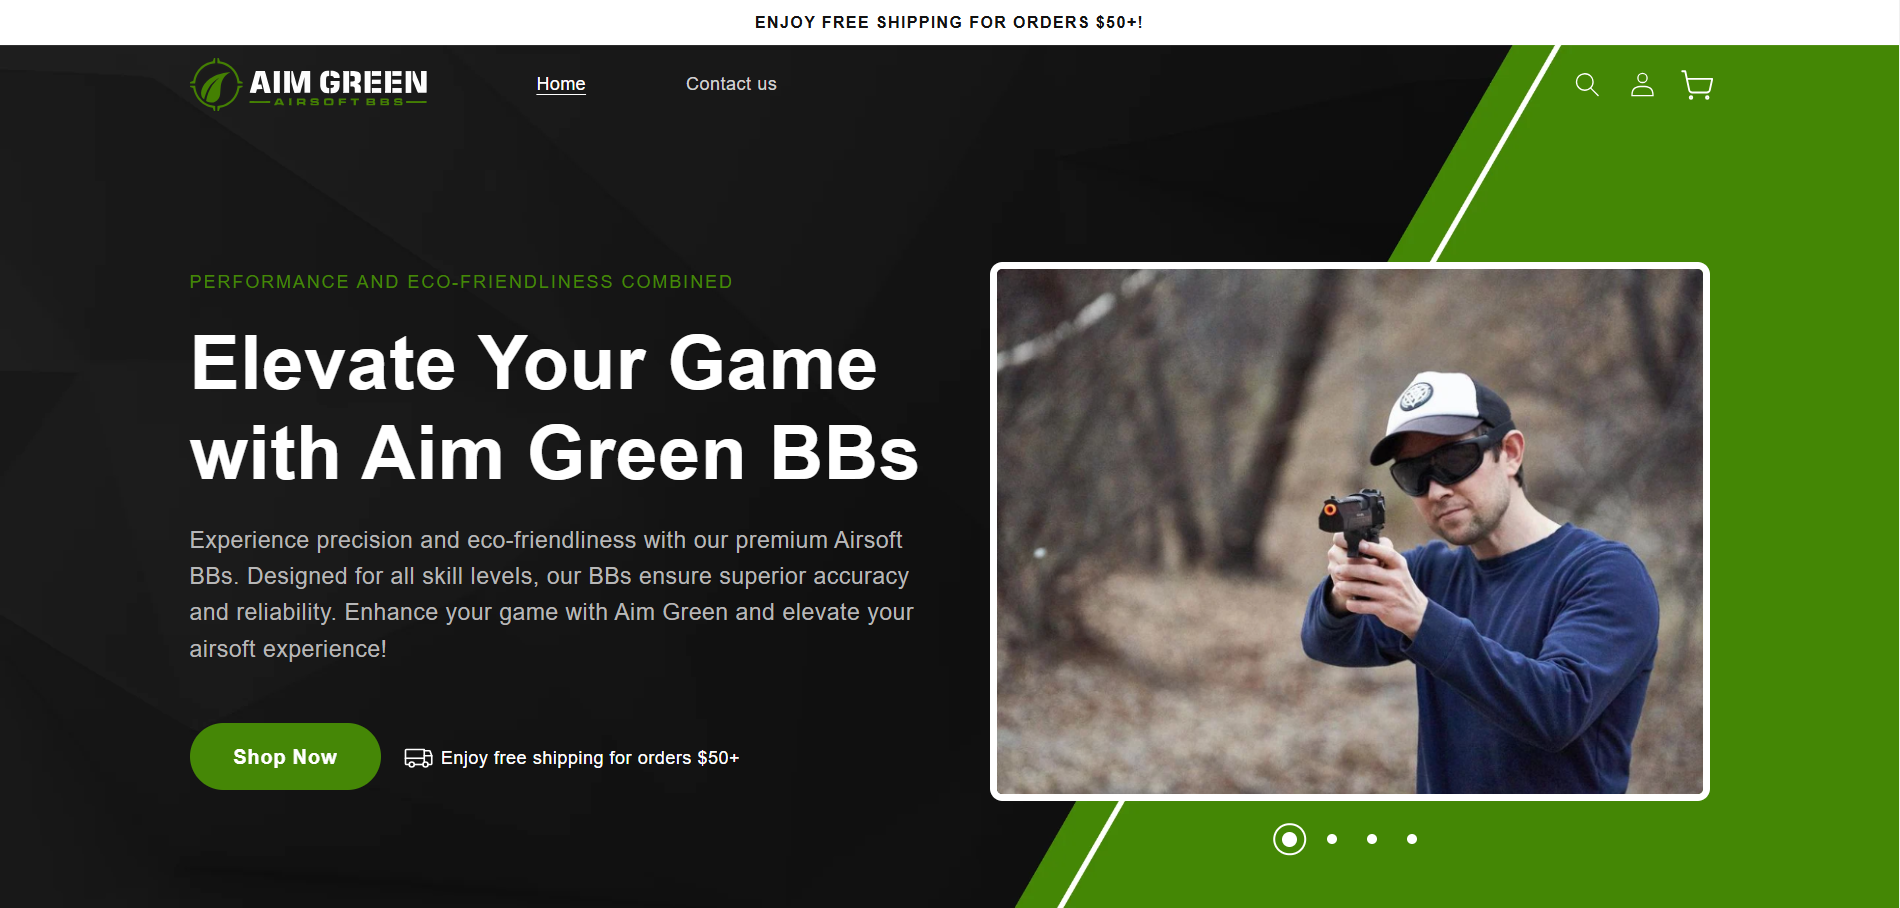 ENJOY FREE SHIPPING FOR ORDERS $50+!
AIM GREEN
AIRSOFT BBS
Home
Contact us
PERFORMANCE AND ECO-FRIENDLINESS COMBINED
Elevate Your Game
with Aim Green BBs
Experience precision and eco-friendliness with our premium Airsoft
BBs. Designed for all skill levels, our BBs ensure superior accuracy
and reliability. Enhance your game with Aim Green and elevate your
airsoft experience!
Shop Now
Enjoy free shipping for orders $50+